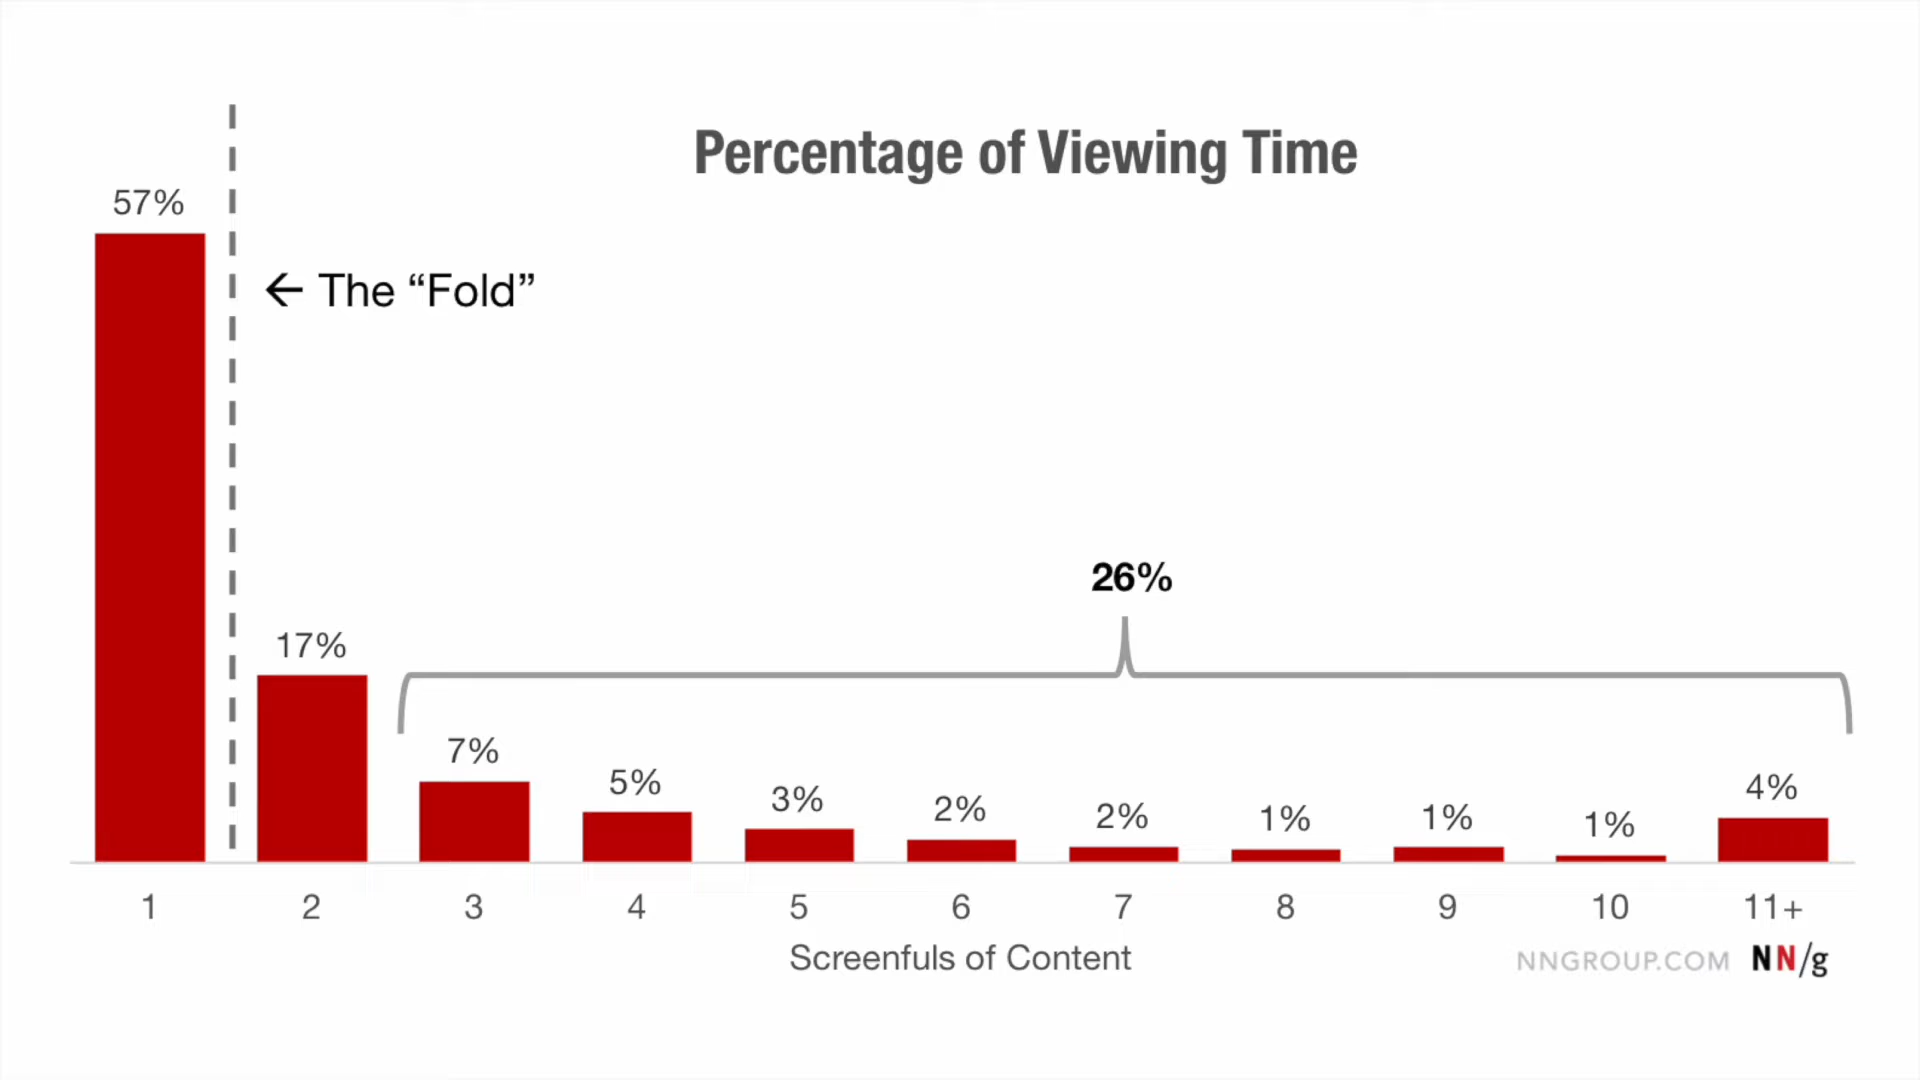 Percentage of Viewing Time
57%
← The “Fold”
26%
17%
7%
5%
3%
2%
2%
1%
1%
1%
4%
1 2 3 4 5 6 7 8 9 10 11+
Screenfuls of Content
NNGROUP.COM NN/g